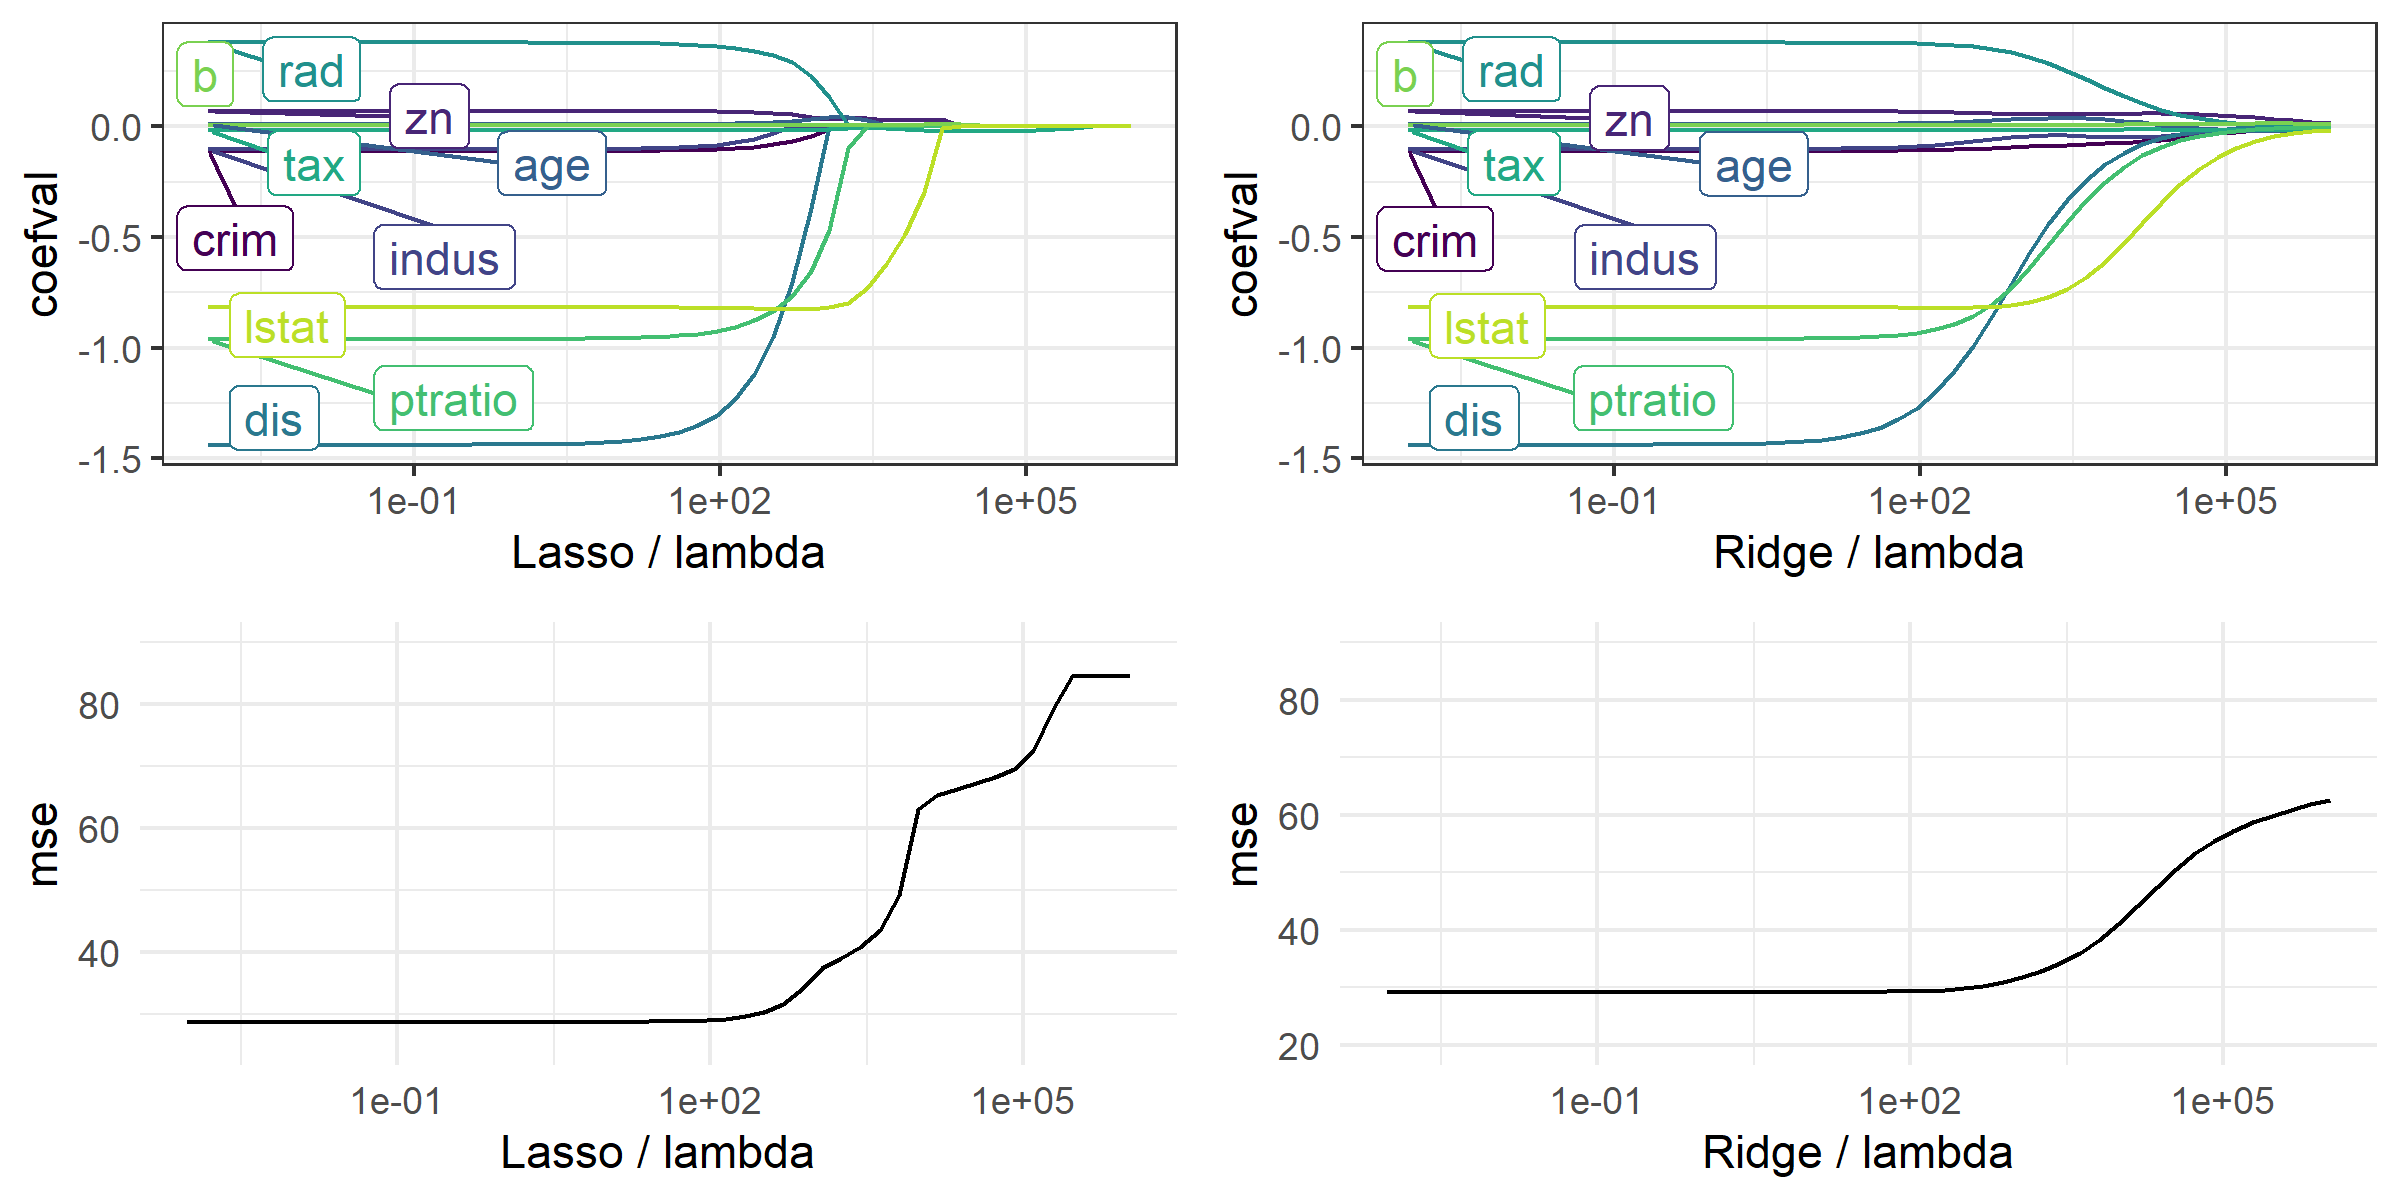 coefval
0.0
-0.5
-1.0
-1.5
b
rad
zn
tax
age
crim
indus
lstat
ptratio
dis
1e-01 1e+02 1e+05
Lasso / lambda
coefval
0.0
-0.5
-1.0
-1.5
b
rad
zn
tax
age
crim
indus
lstat
ptratio
dis
1e-01 1e+02 1e+05
Ridge / lambda
mse
80
60
40
1e-01 1e+02 1e+05
Lasso / lambda
mse
80
60
40
20
1e-01 1e+02 1e+05
Ridge / lambda